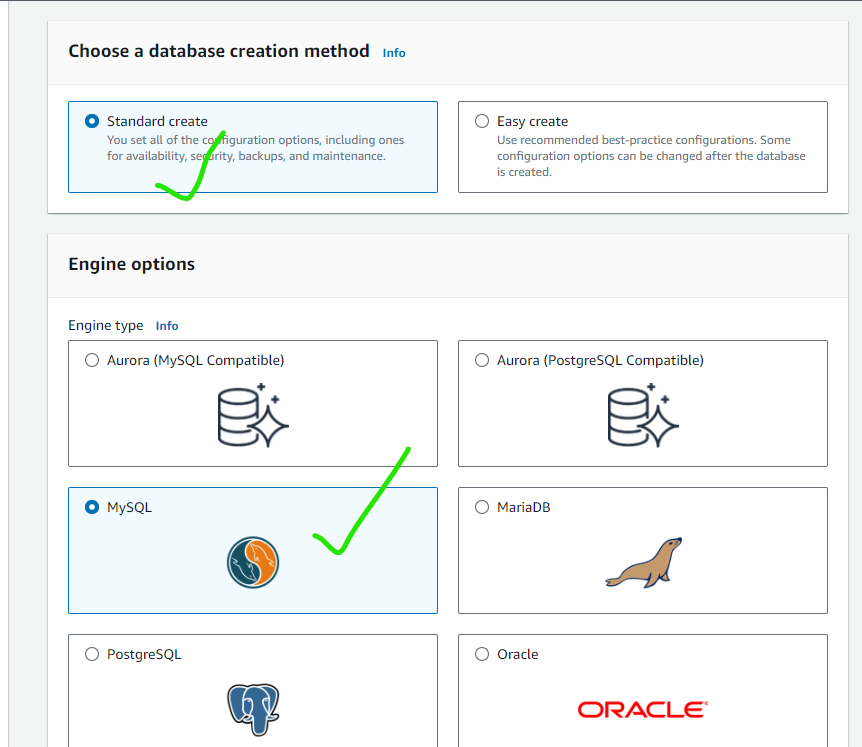 Choose a database creation method Info
Standard create
You set all of the configuration options, including ones
for availability, security, backups, and maintenance.
Easy create
Use recommended best-practice configurations. Some
configuration options can be changed after the database
is created.
Engine options
Engine type Info
Aurora (MySQL Compatible)
Aurora (PostgreSQL Compatible)
MySQL
MariaDB
PostgreSQL
Oracle
ORACLE®